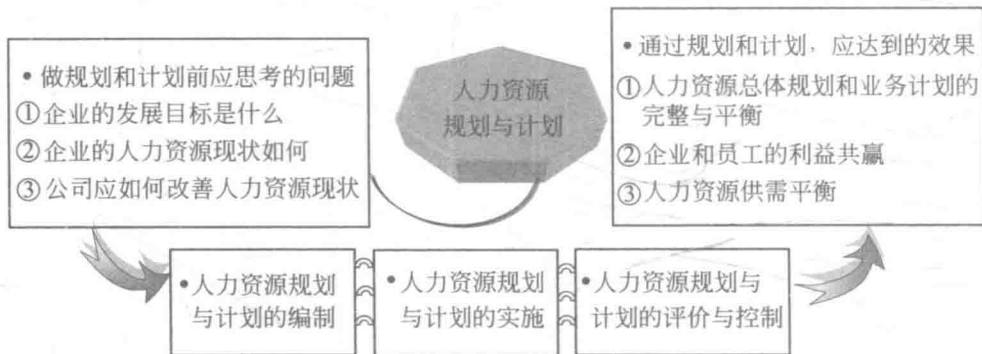 • 做规划和计划前应思考的问题
①企业的发展目标是什么
②企业的人力资源现状如何
③公司应如何改善人力资源现状
人力资源
规划与计划
• 通过规划和计划，应达到的效果
①人力资源总体规划和业务计划的
完整与平衡
②企业和员工的利益共赢
③人力资源供需平衡
•人力资源规划
与计划的编制
•人力资源规划
与计划的实施
•人力资源规划与
计划的评价与控制